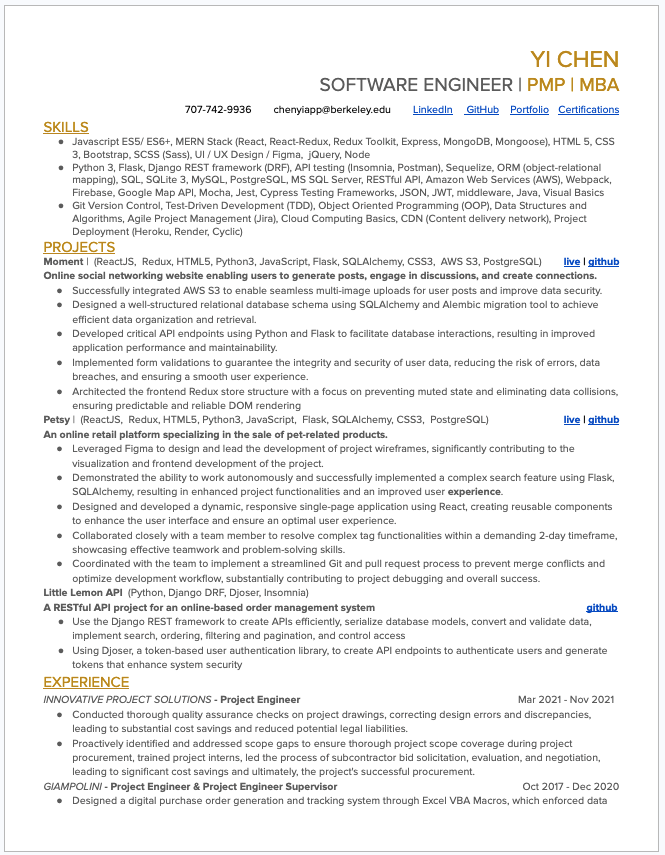 YI CHEN
SOFTWARE ENGINEER | PMP | MBA
707-742-9936 chenyiapp@berkeley.edu LinkedIn GitHub Portfolio Certifications
SKILLS
● Javascript ES5/ ES6+, MERN Stack (React, React-Redux, Redux Toolkit, Express, MongoDB, Mongoose), HTML 5, CSS
3, Bootstrap, SCSS (Sass), UI / UX Design / Figma, jQuery, Node
● Python 3, Flask, Django REST framework (DRF), API testing (Insomnia, Postman), Sequelize, ORM (object-relational
mapping), SQL, SQLite 3, MySQL, PostgreSQL, MS SQL Server, RESTful API, Amazon Web Services (AWS), Webpack,
Firebase, Google Map API, Mocha, Jest, Cypress Testing Frameworks, JSON, JWT, middleware, Java, Visual Basics
● Git Version Control, Test-Driven Development (TDD), Object Oriented Programming (OOP), Data Structures and
Algorithms, Agile Project Management (Jira), Cloud Computing Basics, CDN (Content delivery network), Project
Deployment (Heroku, Render, Cyclic)
PROJECTS
Moment | (ReactJS, Redux, HTML5, Python3, JavaScript, Flask, SQLAlchemy, CSS3, AWS S3, PostgreSQL) live | github
Online social networking website enabling users to generate posts, engage in discussions, and create connections.
● Successfully integrated AWS S3 to enable seamless multi-image uploads for user posts and improve data security.
● Designed a well-structured relational database schema using SQLAlchemy and Alembic migration tool to achieve
efficient data organization and retrieval.
● Developed critical API endpoints using Python and Flask to facilitate database interactions, resulting in improved
application performance and maintainability.
● Implemented form validations to guarantee the integrity and security of user data, reducing the risk of errors, data
breaches, and ensuring a smooth user experience.
● Architected the frontend Redux store structure with a focus on preventing muted state and eliminating data collisions,
ensuring predictable and reliable DOM rendering
Petsy | (ReactJS, Redux, HTML5, Python3, JavaScript, Flask, SQLAlchemy, CSS3, PostgreSQL) live | github
An online retail platform specializing in the sale of pet-related products.
● Leveraged Figma to design and lead the development of project wireframes, significantly contributing to the
visualization and frontend development of the project.
● Demonstrated the ability to work autonomously and successfully implemented a complex search feature using Flask,
SQLAlchemy, resulting in enhanced project functionalities and an improved user experience.
● Designed and developed a dynamic, responsive single-page application using React, creating reusable components
to enhance the user interface and ensure an optimal user experience.
● Collaborated closely with a team member to resolve complex tag functionalities within a demanding 2-day timeframe,
showcasing effective teamwork and problem-solving skills.
● Coordinated with the team to implement a streamlined Git and pull request process to prevent merge conflicts and
optimize development workflow, substantially contributing to project debugging and overall success.
Little Lemon API (Python, Django DRF, Djoser, Insomnia)
A RESTful API project for an online-based order management system github
● Use the Django REST framework to create APIs efficiently, serialize database models, convert and validate data,
implement search, ordering, filtering and pagination, and control access
● Using Djoser, a token-based user authentication library, to create API endpoints to authenticate users and generate
tokens that enhance system security
EXPERIENCE
INNOVATIVE PROJECT SOLUTIONS - Project Engineer Mar 2021 - Nov 2021
● Conducted thorough quality assurance checks on project drawings, correcting design errors and discrepancies,
leading to substantial cost savings and reduced potential legal liabilities.
● Proactively identified and addressed scope gaps to ensure thorough project scope coverage during project
procurement, trained project interns, led the process of subcontractor bid solicitation, evaluation, and negotiation,
leading to significant cost savings and ultimately, the project's successful procurement.
GIAMPOLINI - Project Engineer & Project Engineer Supervisor Oct 2017 - Dec 2020
● Designed a digital purchase order generation and tracking system through Excel VBA Macros, which enforced data